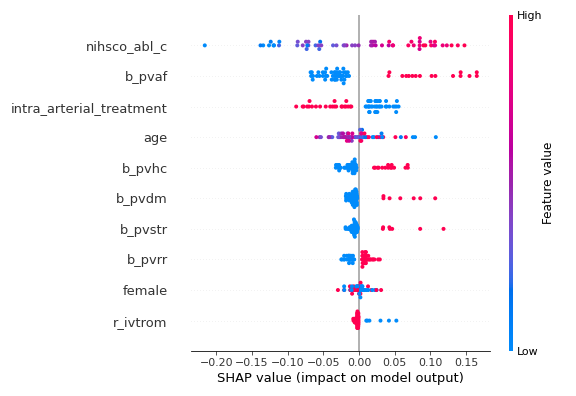 High
nihsco_abl_c
b_pvaf
intra_arterial_treatment
age
b_pvhc
b_pvdm
b_pvstr
b_pvrr
female
r_ivtrom
Feature value
Low
−0.20 −0.15 −0.10 −0.05 0.00 0.05 0.10 0.15
SHAP value (impact on model output)